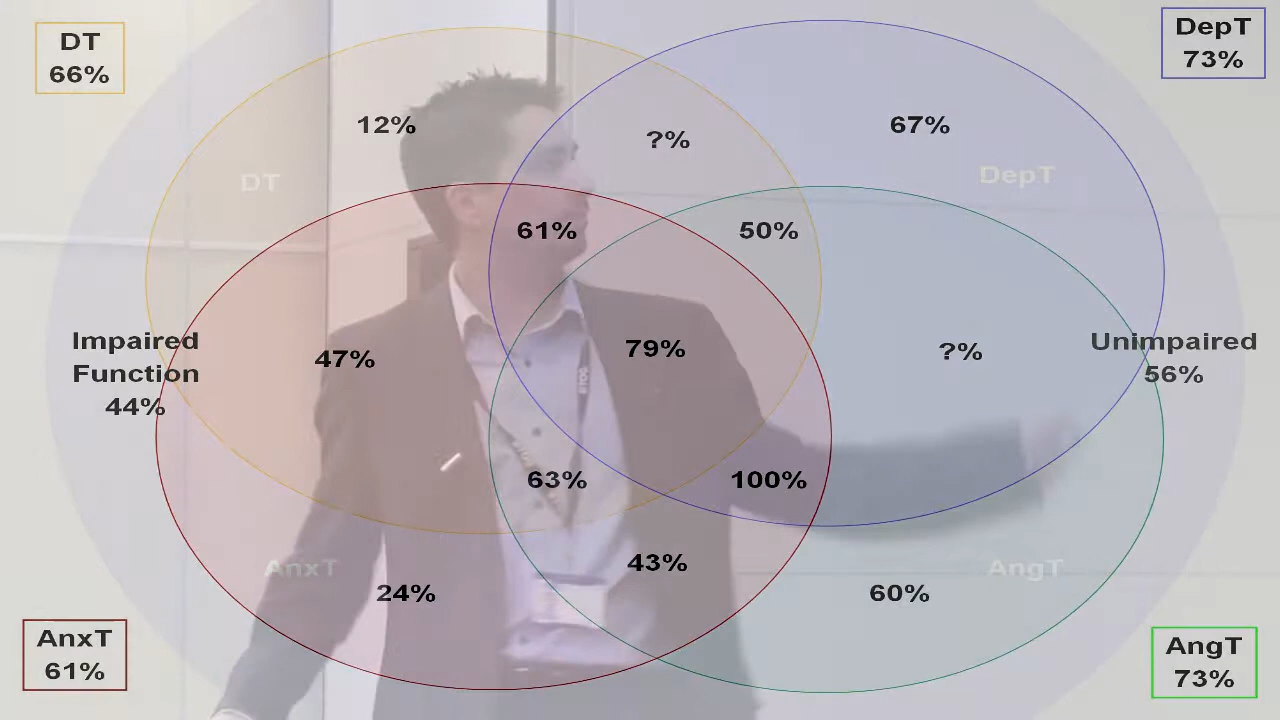 DT
66%
DepT
73%
12%
?%
67%
DT
DepT
61%
50%
Impaired
Function
44%
47%
79%
?%
Unimpaired
56%
63%
100%
AnxT
43%
AngT
24%
60%
AnxT
61%
AngT
73%